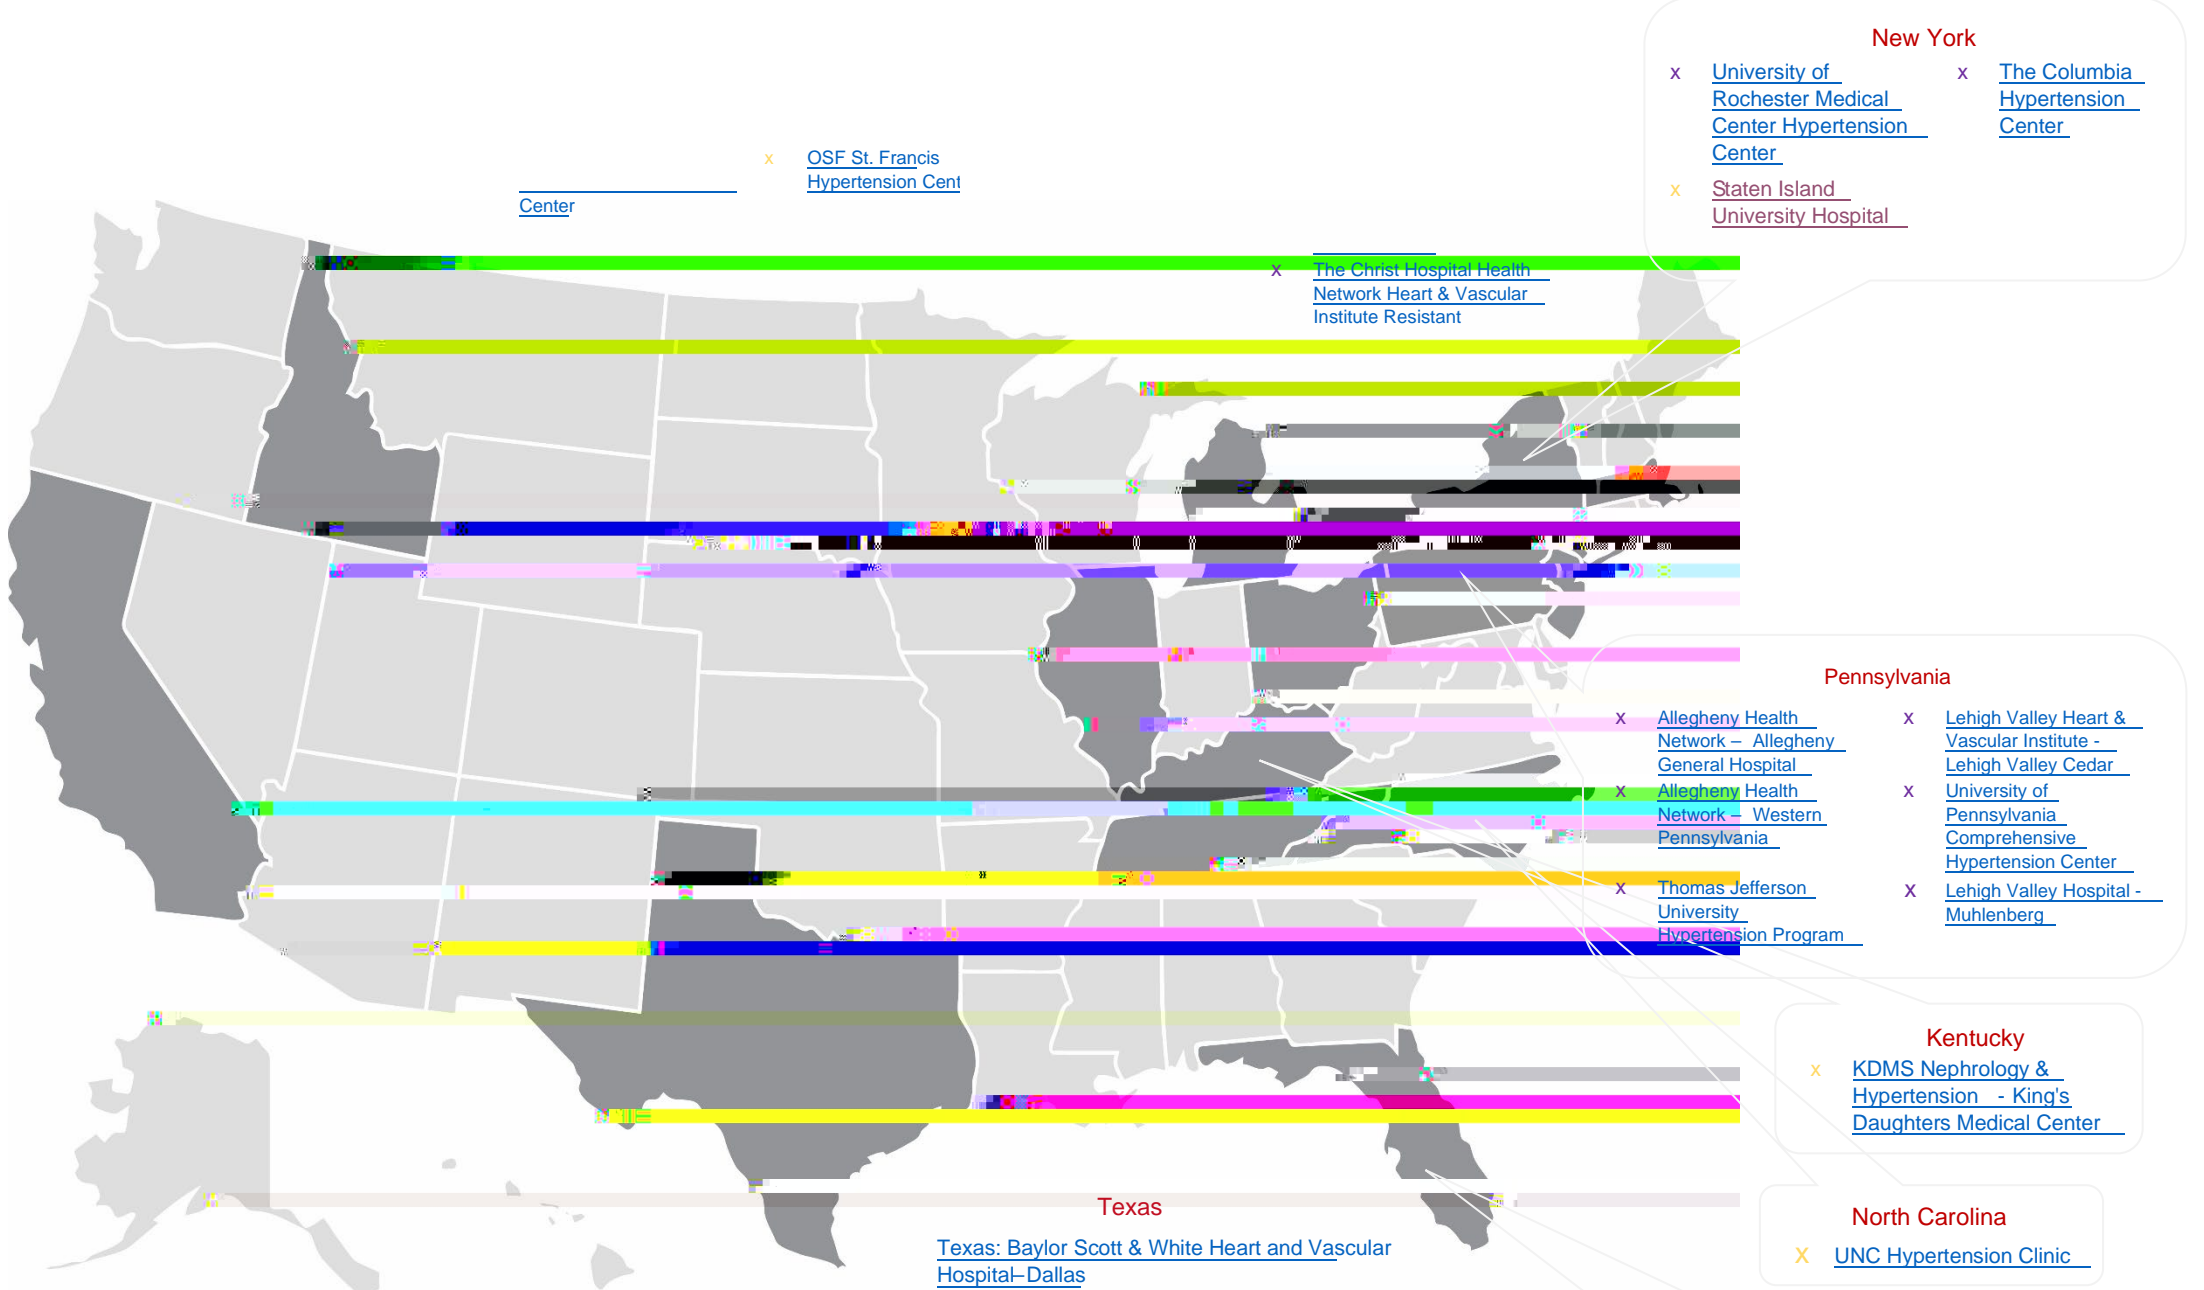 New York
x University of
Rochester Medical
Center Hypertension
Center
x Staten Island
University Hospital
x The Columbia
Hypertension
Center
x OSF St. Francis
Hypertension Cent
Center
x The Christ Hospital Health
Network Heart & Vascular
Institute Resistant
Pennsylvania
x Allegheny Health
Network – Allegheny
General Hospital
x Allegheny Health
Network – Western
Pennsylvania
x Thomas Jefferson
University
Hypertension Program
x Lehigh Valley Heart &
Vascular Institute -
Lehigh Valley Cedar
x University of
Pennsylvania
Comprehensive
Hypertension Center
x Lehigh Valley Hospital -
Muhlenberg
Kentucky
x KDMS Nephrology &
Hypertension - King's
Daughters Medical Center
North Carolina
x UNC Hypertension Clinic
Texas
Texas: Baylor Scott & White Heart and Vascular
Hospital–Dallas